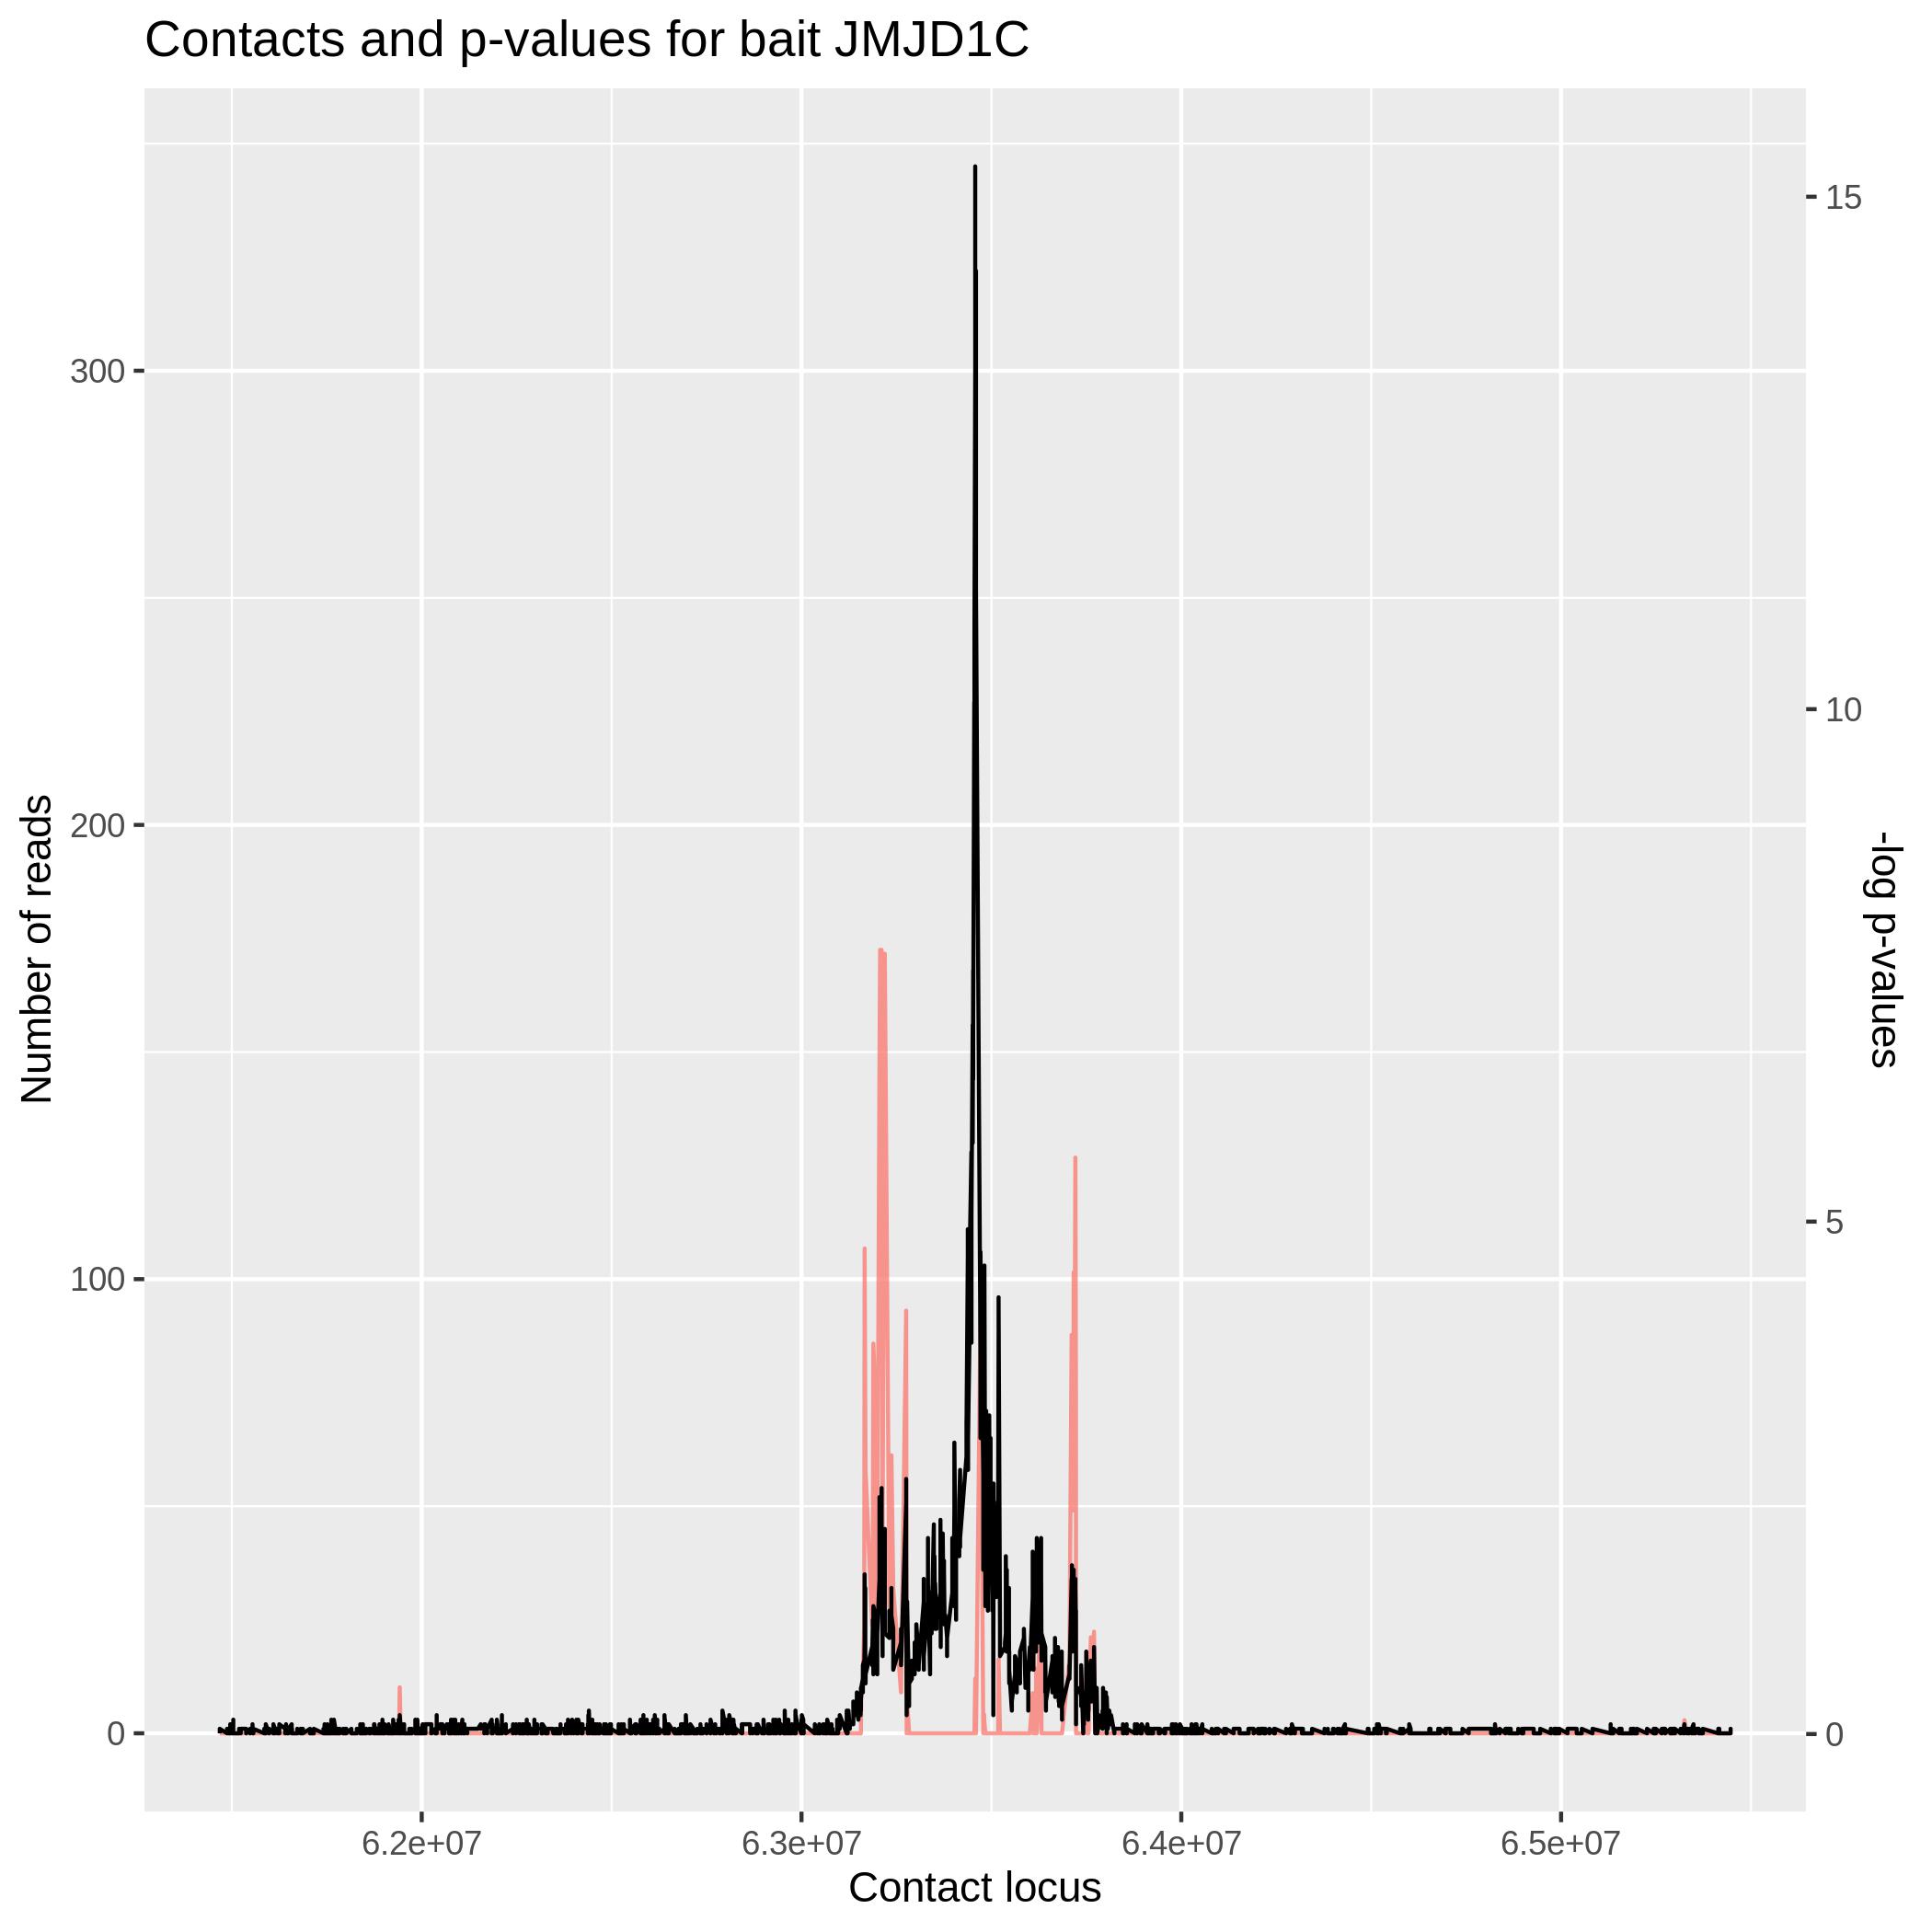 Contacts and p-values for bait JMJD1C
300
200
100
0
Number of reads
15
10
5
0
-log p-values
6.2e+07 6.3e+07 6.4e+07 6.5e+07
Contact locus